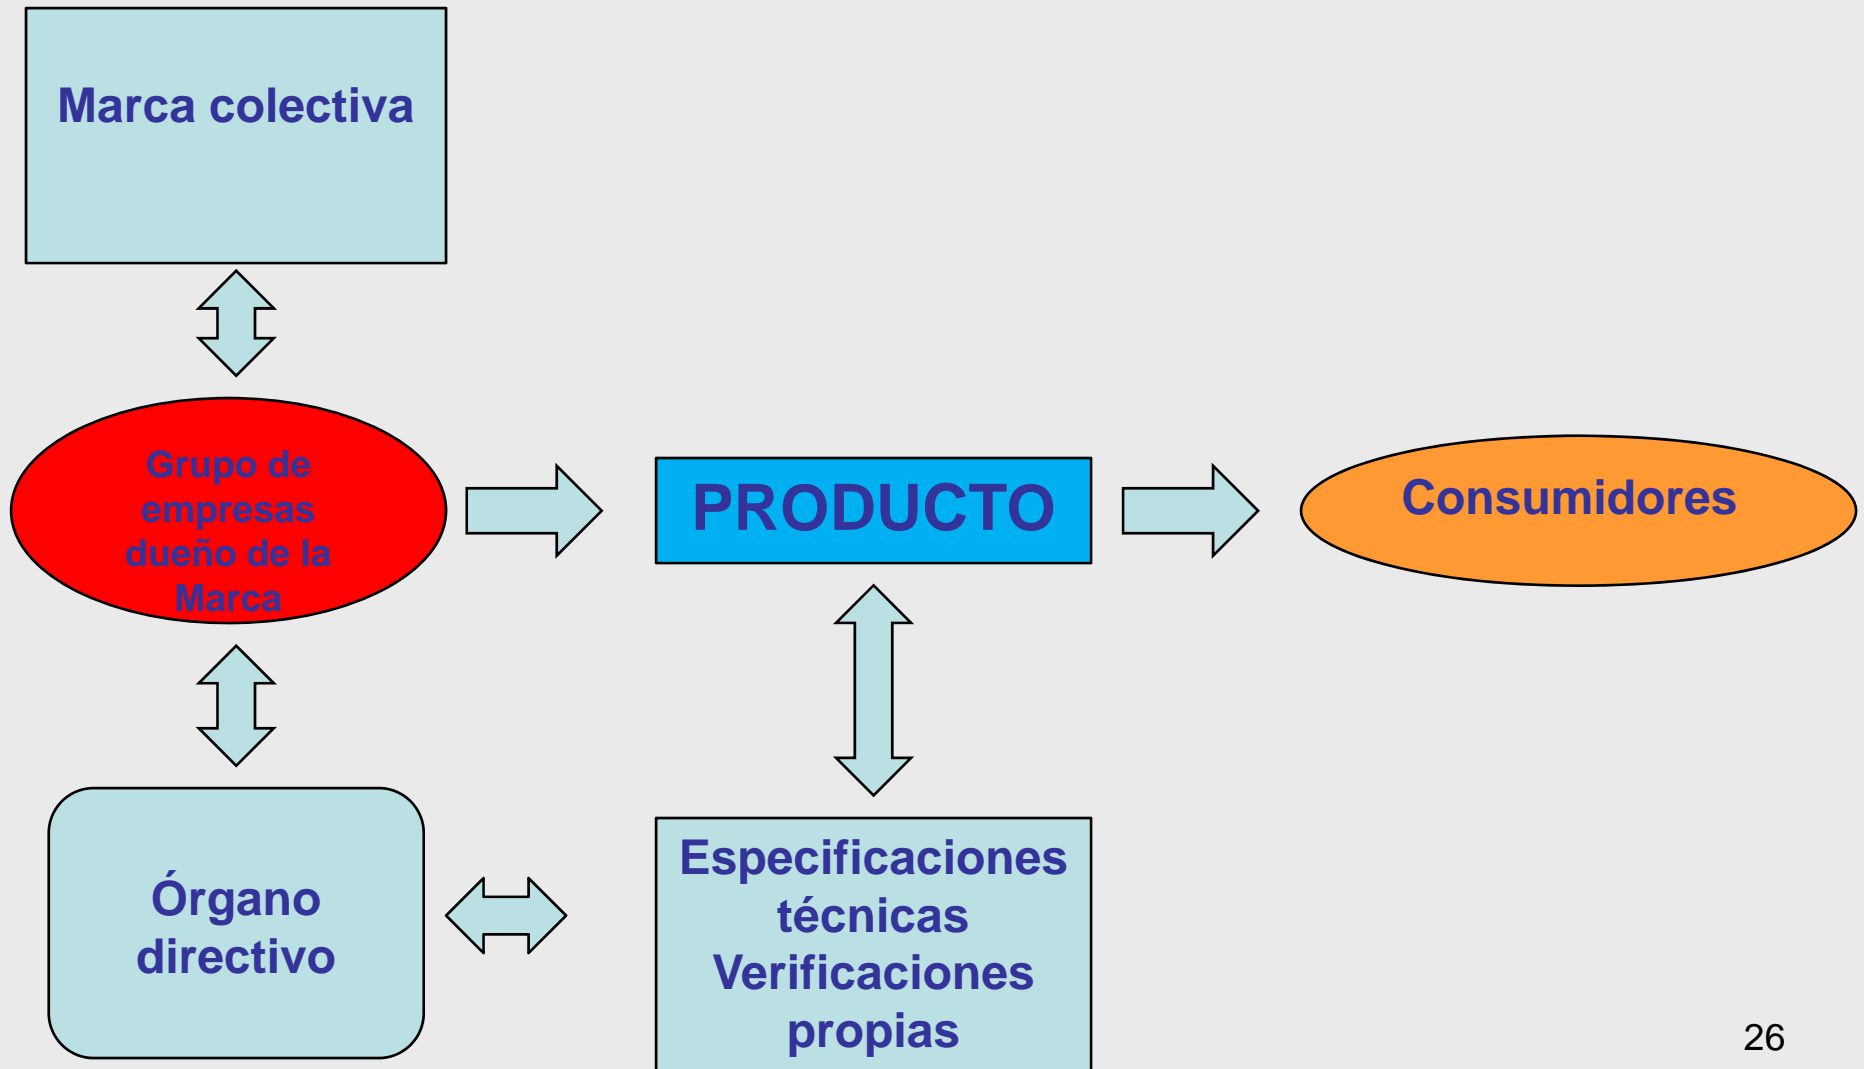 Marca colectiva
Grupo de
empresas
dueño de la
Marca
PRODUCTO
Consumidores
Órgano
directivo
Especificaciones
técnicas
Verificaciones
propias
26